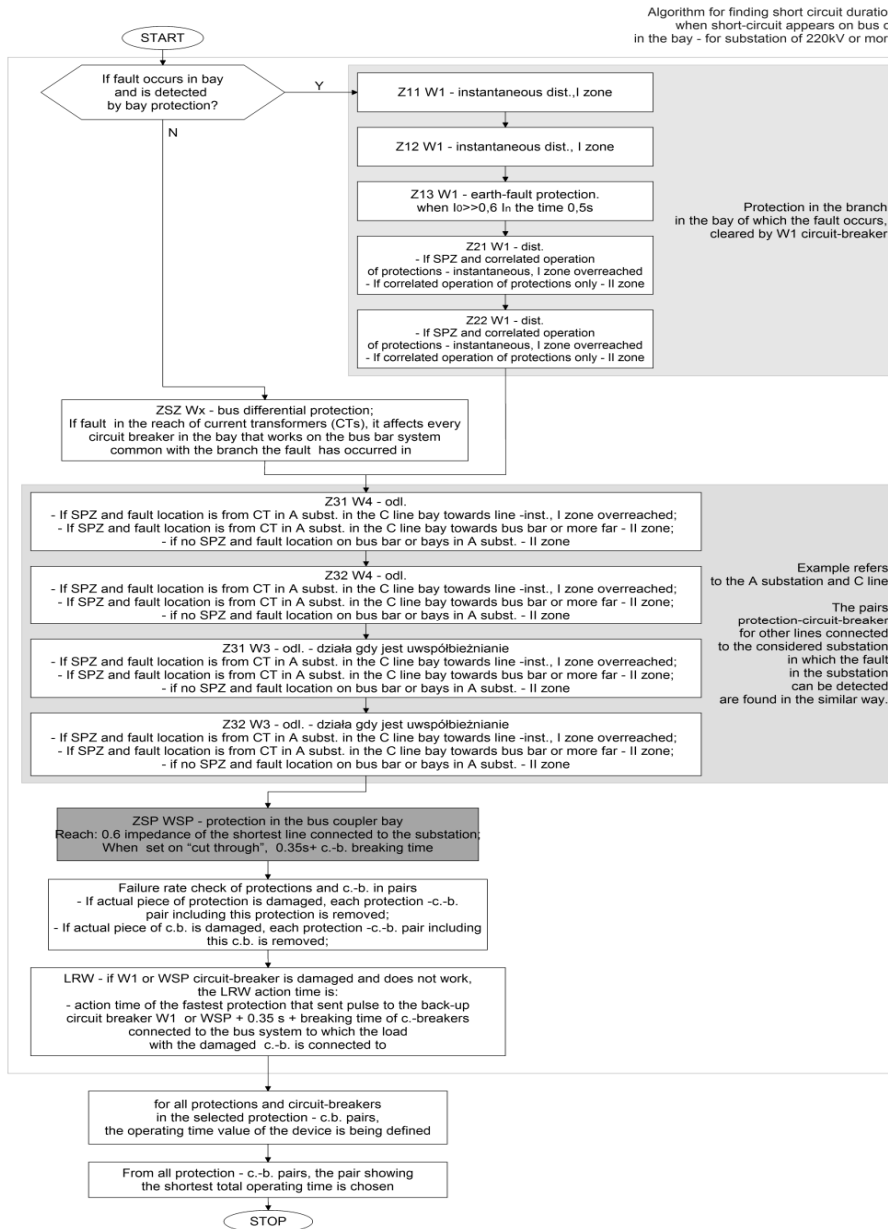 Algorithm for finding short circuit duratio
when short-circuit appears on bus o
in the bay - for substation of 220kV or mor
START
If fault occurs in bay
and is detected
by bay protection?
Y
N
Z11 W1 - instantaneous dist.,I zone
Z12 W1 - instantaneous dist., I zone
Z13 W1 - earth-fault protection.
when I0>>0,6 In the time 0,5s
Z21 W1 - dist.
- If SPZ and correlated operation
of protections - instantaneous, I zone overreached
- If correlated operation of protections only - II zone
Z22 W1 - dist.
- If SPZ and correlated operation
of protections - instantaneous, I zone overreached
- If correlated operation of protections only - II zone
Protection in the branch
in the bay of which the fault occurs,
cleared by W1 circuit-breaker
ZSZ Wx - bus differential protection;
If fault in the reach of current transformers (CTs), it affects every
circuit breaker in the bay that works on the bus bar system
common with the branch the fault has occurred in
Z31 W4 - odl.
- If SPZ and fault location is from CT in A subst. in the C line bay towards line -inst., I zone overreached;
- If SPZ and fault location is from CT in A subst. in the C line bay towards bus bar or more far - II zone;
- if no SPZ and fault location on bus bar or bays in A subst. - II zone
Z32 W4 - odl.
- If SPZ and fault location is from CT in A subst. in the C line bay towards line -inst., I zone overreached;
- If SPZ and fault location is from CT in A subst. in the C line bay towards bus bar or more far - II zone;
- if no SPZ and fault location on bus bar or bays in A subst. - II zone
Z31 W3 - odl. - działa gdy jest uwspółbieżnianie
- If SPZ and fault location is from CT in A subst. in the C line bay towards line -inst., I zone overreached;
- If SPZ and fault location is from CT in A subst. in the C line bay towards bus bar or more far - II zone;
- if no SPZ and fault location on bus bar or bays in A subst. - II zone
Z32 W3 - odl. - działa gdy jest uwspółbieżnianie
- If SPZ and fault location is from CT in A subst. in the C line bay towards line -inst., I zone overreached;
- If SPZ and fault location is from CT in A subst. in the C line bay towards bus bar or more far - II zone;
- if no SPZ and fault location on bus bar or bays in A subst. - II zone
Example refers
to the A substation and C line
The pairs
protection-circuit-breaker
for other lines connected
to the considered substation
in which the fault
in the substation
can be detected
are found in the similar way.
ZSP WSP - protection in the bus coupler bay
Reach: 0.6 impedance of the shortest line connected to the substation;
When set on "cut through", 0.35s+ c.-b. breaking time
Failure rate check of protections and c.-b. in pairs
- If actual piece of protection is damaged, each protection -c.-b.
pair including this protection is removed;
- If actual piece of c.b. is damaged, each protection -c.-b. pair including
this c.b. is removed;
LRW - if W1 or WSP circuit-breaker is damaged and does not work,
the LRW action time is:
- action time of the fastest protection that sent pulse to the back-up
circuit breaker W1 or WSP + 0.35 s + breaking time of c.-breakers
connected to the bus system to which the load
with the damaged c.-b. is connected to
for all protections and circuit-breakers
in the selected protection - c.b. pairs,
the operating time value of the device is being defined
From all protection - c.-b. pairs, the pair showing
the shortest total operating time is chosen
STOP